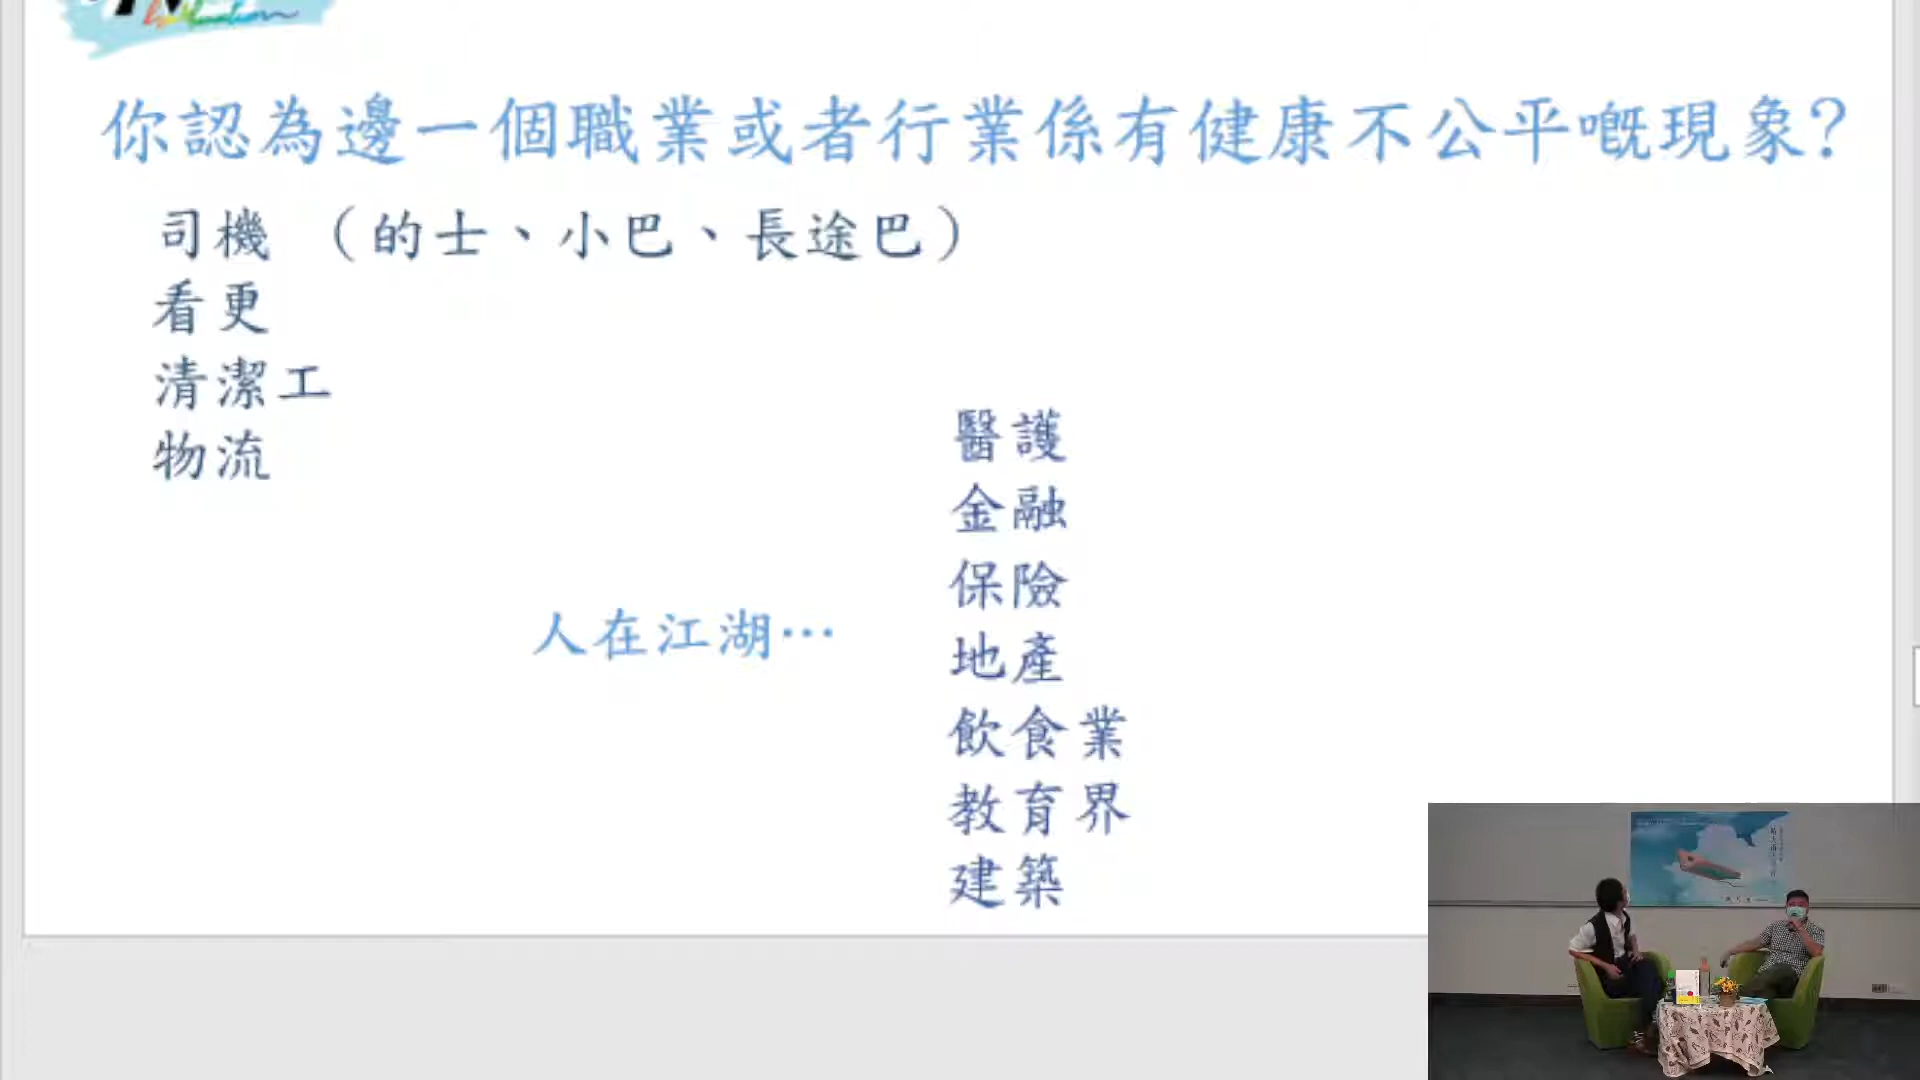 你認為邊一個職業或者行業係有健康不公平嘅現象?
司機 （的士、小巴、長途巴）
看更
清潔工
物流
醫護
金融
保險
人在江湖…
地產
飲食業
教育界
建築